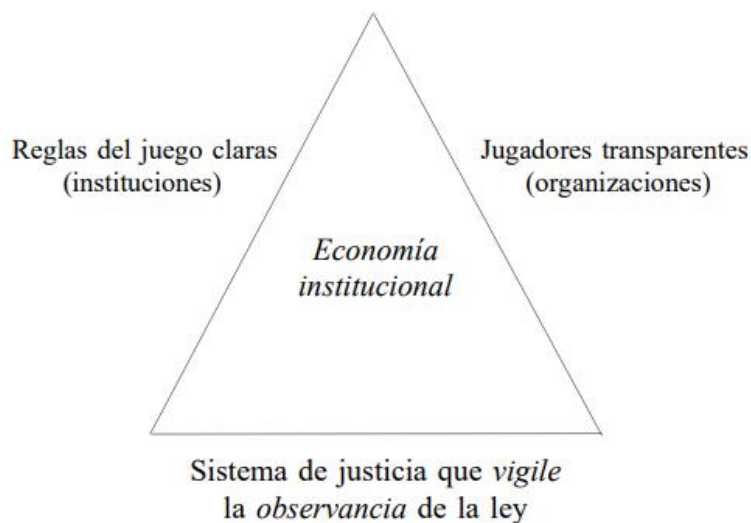 Reglas del juego claras
(instituciones)
Jugadores transparentes
(organizaciones)
Economía
institucional
Sistema de justicia que vigile
la observancia de la ley